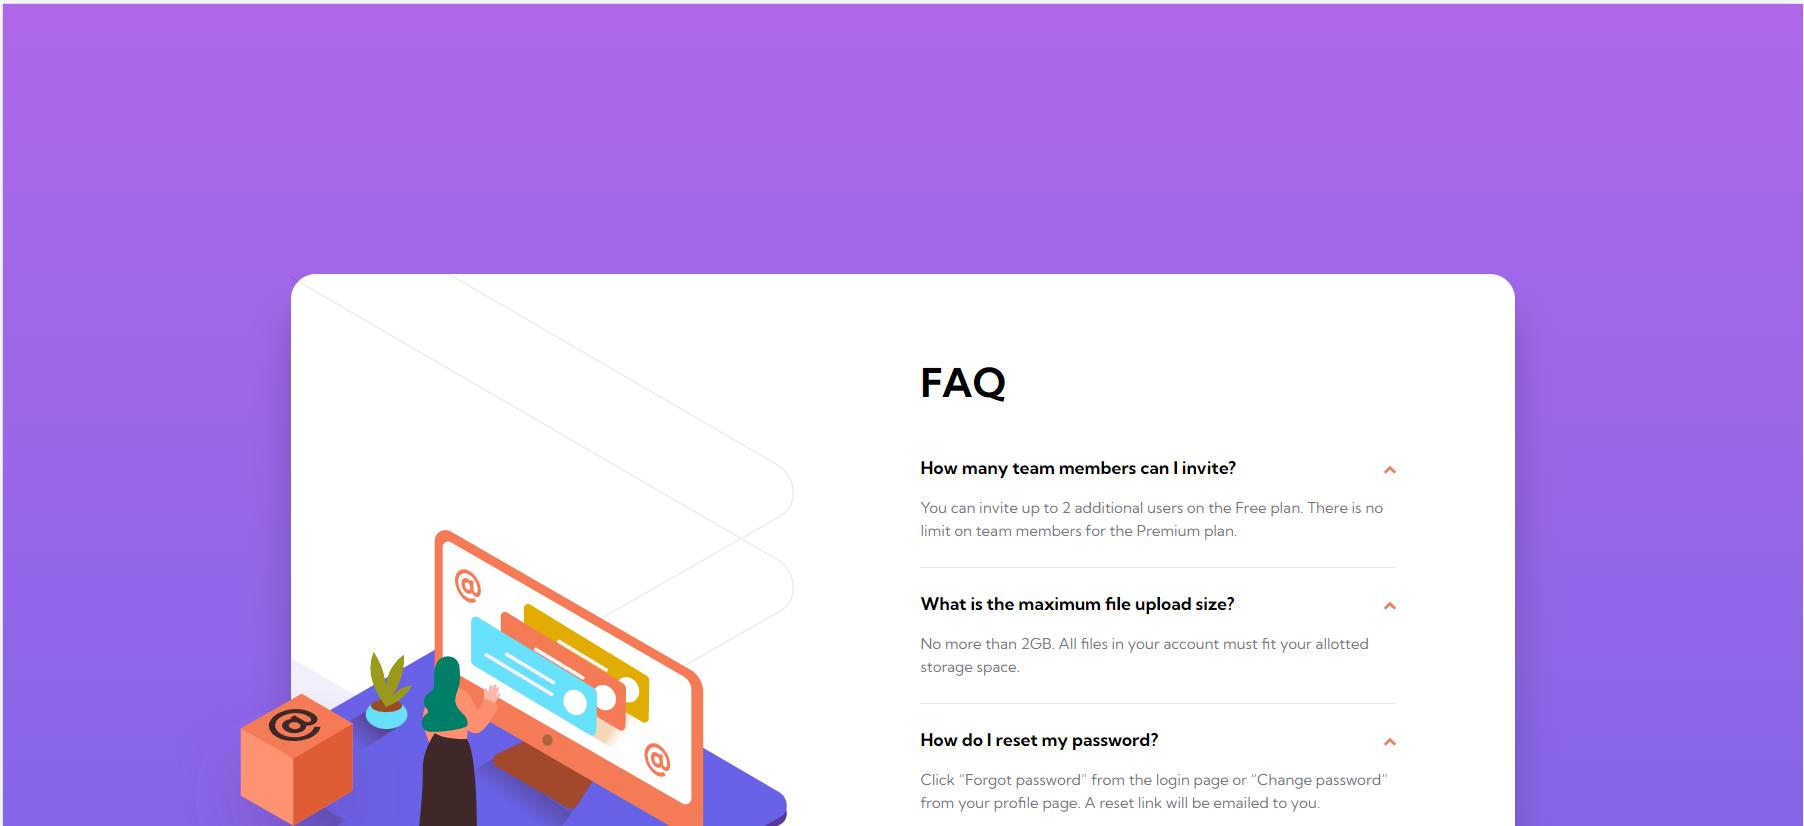 FAQ
How many team members can I invite?
You can invite up to 2 additional users on the Free plan. There is no
limit on team members for the Premium plan.
What is the maximum file upload size?
No more than 2GB. All files in your account must fit your allotted
storage space.
How do I reset my password?
Click “Forgot password” from the login page or “Change password”
from your profile page. A reset link will be emailed to you.
@
@
@